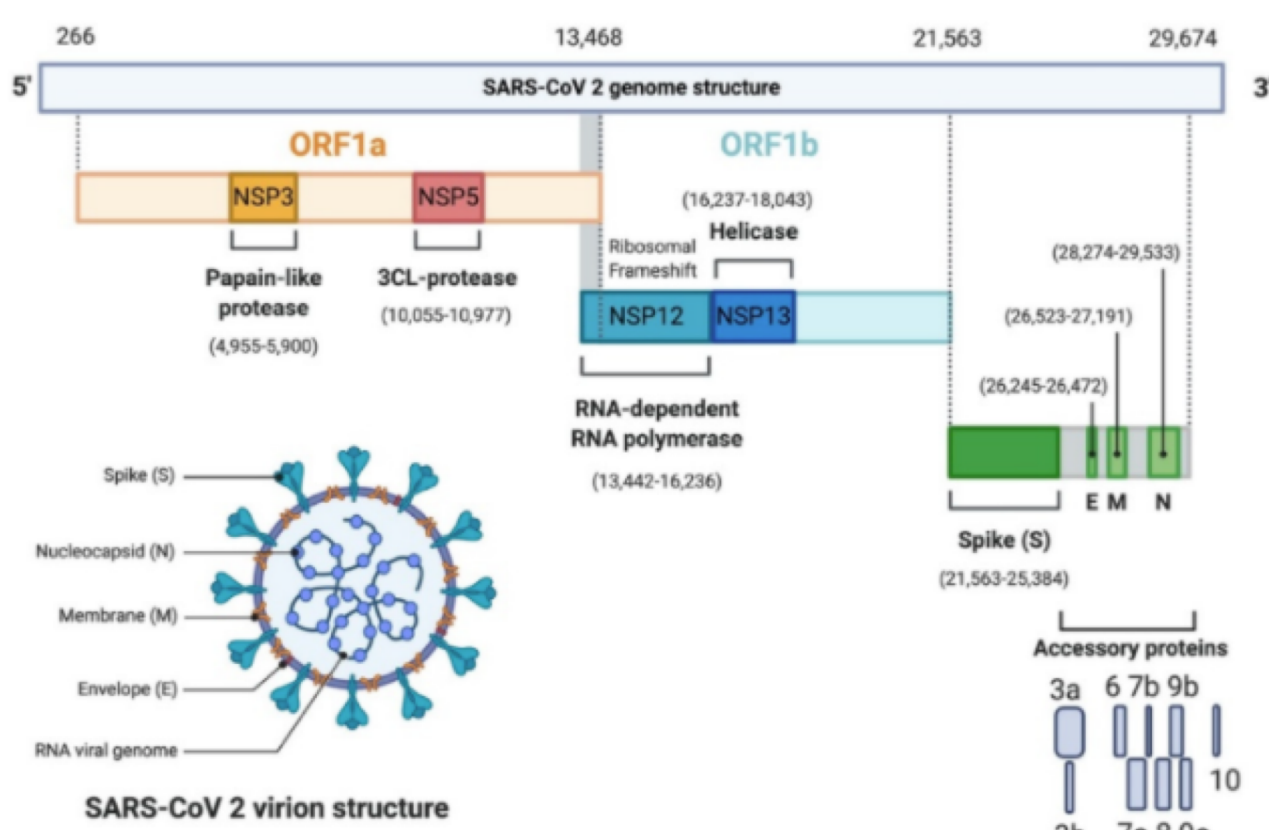 266 13,468 21,563 29,674
5' SARS-CoV 2 genome structure 3'
ORF1a ORF1b
NSP3 NSP5
(16,237-18,043)
Helicase
Ribosomal
Frameshift
Papain-like
protease
(4,955-5,900)
3CL-protease
(10,055-10,977)
NSP12 NSP13
RNA-dependent
RNA polymerase
(13,442-16,236)
(28,274-29,533)
(26,523-27,191)
(26,245-26,472)
E M N
Spike (S)
(21,563-25,384)
Accessory proteins
3a 6 7b 9b
10
Spike (S)
Nucleocapsid (N)
Membrane (M)
Envelope (E)
RNA viral genome
SARS-CoV 2 virion structure